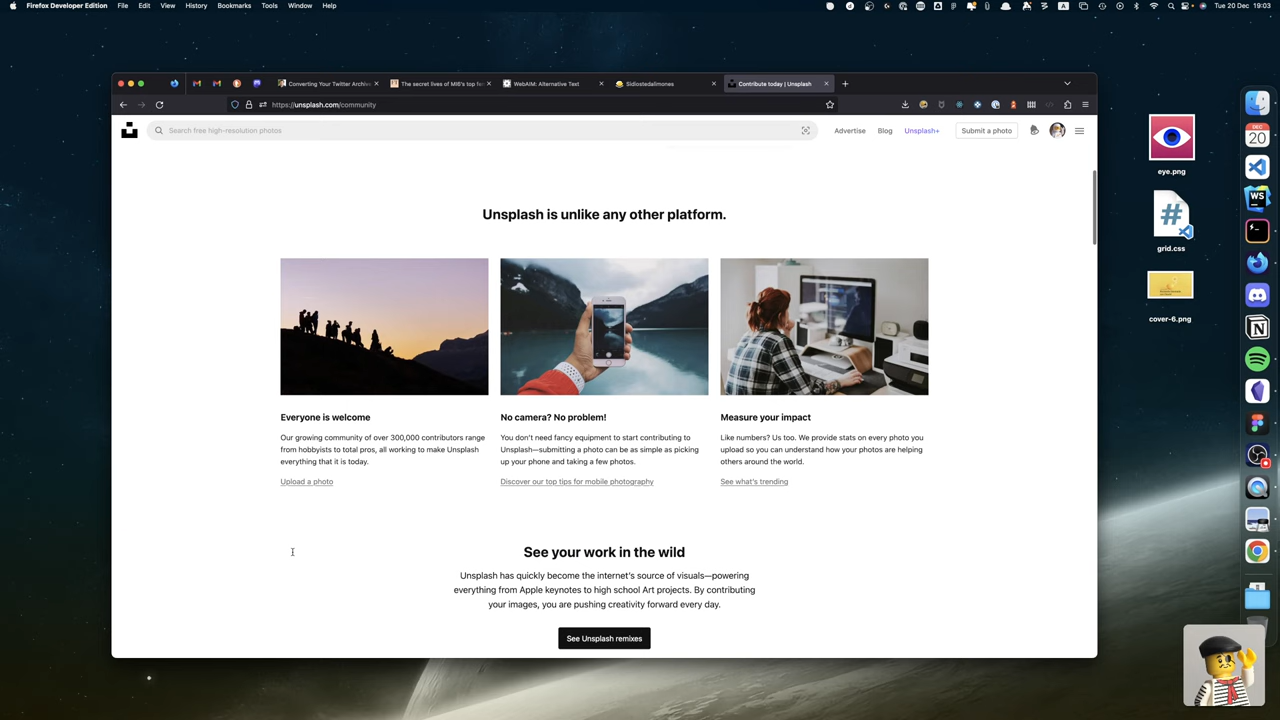 Firefox Developer Edition File Edit View History Bookmarks Tools Window Help
Tue 20 Dec 19:03
Converting Your Twitter Archiv
The secret lives of MI6's top fe
WebAIM: Alternative Text
Sidiostedalimones
Contribute today | Unsplash
https://unsplash.com/community
Search free high-resolution photos
Advertise
Blog
Unsplash+
Submit a photo
Unsplash is unlike any other platform.
Everyone is welcome
Our growing community of over 300,000 contributors range
from hobbyists to total pros, all working to make Unsplash
everything that it is today.
Upload a photo
No camera? No problem!
You don't need fancy equipment to start contributing to
Unsplash—submitting a photo can be as simple as picking
up your phone and taking a few photos.
Discover our top tips for mobile photography
Measure your impact
Like numbers? Us too. We provide stats on every photo you
upload so you can understand how your photos are helping
others around the world.
See what's trending
See your work in the wild
Unsplash has quickly become the internet's source of visuals—powering
everything from Apple keynotes to high school Art projects. By contributing
your images, you are pushing creativity forward every day.
See Unsplash remixes
eye.png
#
grid.css
cover-6.png
DEC
20
WS